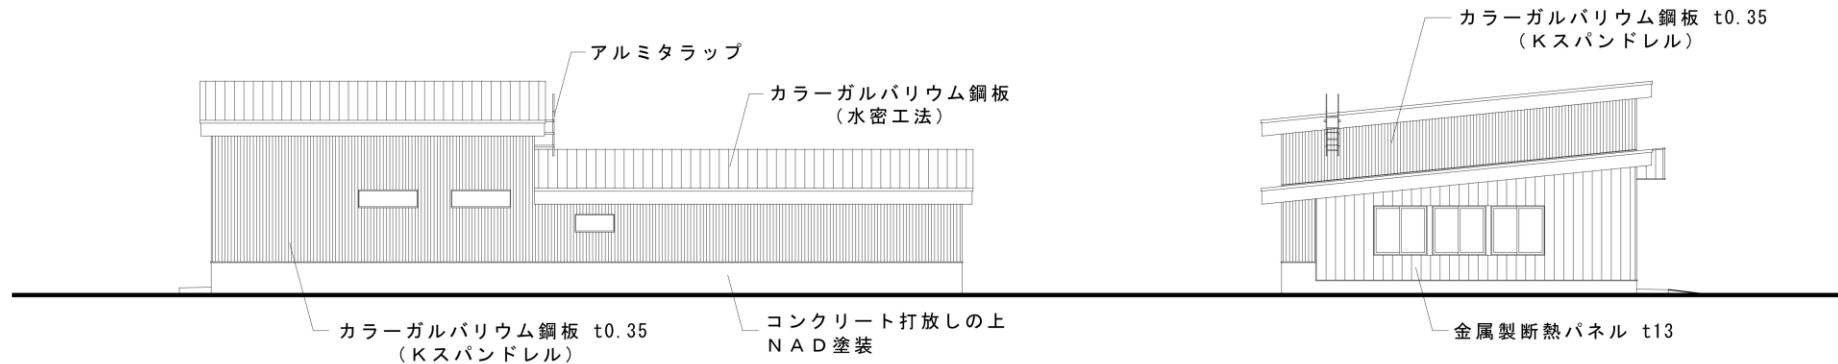 カラーガルバリウム鋼板 t0.35
（Ｋスパンドレル）
アルミタラップ
カラーガルバリウム鋼板
（水密工法）
カラーガルバリウム鋼板 t0.35
（Ｋスパンドレル）
コンクリート打放しの上
ＮＡＤ塗装
金属製断熱パネル t13